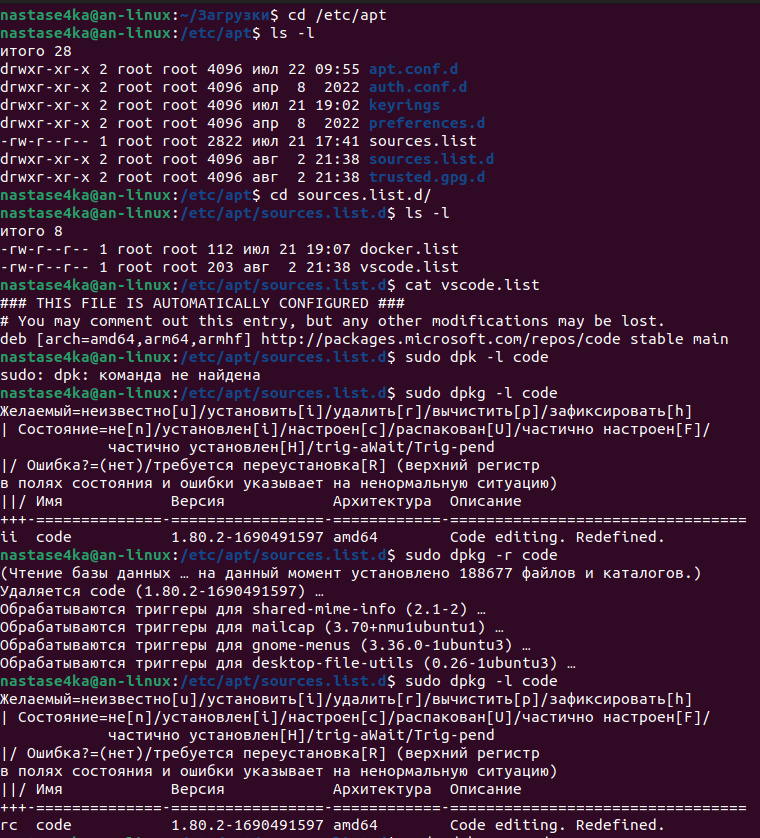 nastase4ka@an-linux:~/Загрузки$ cd /etc/apt
nastase4ka@an-linux:/etc/apt$ ls -l
итого 28
drwxr-xr-x 2 root root 4096 июл 22 09:55 apt.conf.d
drwxr-xr-x 2 root root 4096 апр  8  2022 auth.conf.d
drwxr-xr-x 2 root root 4096 июл 21 19:02 keyrings
drwxr-xr-x 2 root root 4096 апр  8  2022 preferences.d
-rw-r--r-- 1 root root 2822 июл 21 17:41 sources.list
drwxr-xr-x 2 root root 4096 авг  2 21:38 sources.list.d
drwxr-xr-x 2 root root 4096 авг  2 21:38 trusted.gpg.d
nastase4ka@an-linux:/etc/apt$ cd sources.list.d/
nastase4ka@an-linux:/etc/apt/sources.list.d$ ls -l
итого 8
-rw-r--r-- 1 root root 112 июл 21 19:07 docker.list
-rw-r--r-- 1 root root 203 авг  2 21:38 vscode.list
nastase4ka@an-linux:/etc/apt/sources.list.d$ cat vscode.list
### THIS FILE IS AUTOMATICALLY CONFIGURED ###
# You may comment out this entry, but any other modifications may be lost.
deb [arch=amd64,arm64,armhf] http://packages.microsoft.com/repos/code stable main
nastase4ka@an-linux:/etc/apt/sources.list.d$ sudo dpk -l code
sudo: dpk: команда не найдена
nastase4ka@an-linux:/etc/apt/sources.list.d$ sudo dpkg -l code
Желаемый=неизвестно[u]/установить[i]/удалить[r]/вычистить[p]/зафиксировать[h]
| Состояние=не[n]/установлен[i]/настроен[c]/распакован[U]/частично настроен[F]/
            частично установлен[H]/trig-aWait/Trig-pend
|/ Ошибка?=(нет)/требуется переустановка[R] (верхний регистр
в полях состояния и ошибки указывает на ненормальную ситуацию)
||/ Имя            Версия            Архитектура  Описание
+++-==============-=================-============-=================================
ii  code           1.80.2-1690491597 amd64        Code editing. Redefined.
nastase4ka@an-linux:/etc/apt/sources.list.d$ sudo dpkg -r code
(Чтение базы данных … на данный момент установлено 188677 файлов и каталогов.)
Удаляется code (1.80.2-1690491597) …
Обрабатываются триггеры для shared-mime-info (2.1-2) …
Обрабатываются триггеры для mailcap (3.70+nmu1ubuntu1) …
Обрабатываются триггеры для gnome-menus (3.36.0-1ubuntu3) …
Обрабатываются триггеры для desktop-file-utils (0.26-1ubuntu3) …
nastase4ka@an-linux:/etc/apt/sources.list.d$ sudo dpkg -l code
Желаемый=неизвестно[u]/установить[i]/удалить[r]/вычистить[p]/зафиксировать[h]
| Состояние=не[n]/установлен[i]/настроен[c]/распакован[U]/частично настроен[F]/
            частично установлен[H]/trig-aWait/Trig-pend
|/ Ошибка?=(нет)/требуется переустановка[R] (верхний регистр
в полях состояния и ошибки указывает на ненормальную ситуацию)
||/ Имя            Версия            Архитектура  Описание
+++-==============-=================-============-=================================
rc  code           1.80.2-1690491597 amd64        Code editing. Redefined.